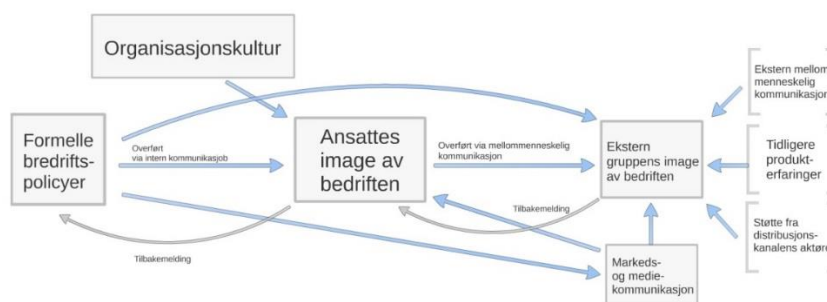 Organisasjonskultur
Formelle
bredrifts-
policyer
Overført
via intern kommunikasjob
Ansattes
image av
bedriften
Overført via mellommenneskelig
kommunikasjon
Ekstern
gruppens image
av bedriften
Ekstern mellom
menneskelig
kommunikasjon
Tidligere
produkt-
erfaringer
Støtte fra
distribusjons-
kanalens aktøre
Tilbakemelding
Tilbakemelding
Markeds-
og medie-
kommunikasjon